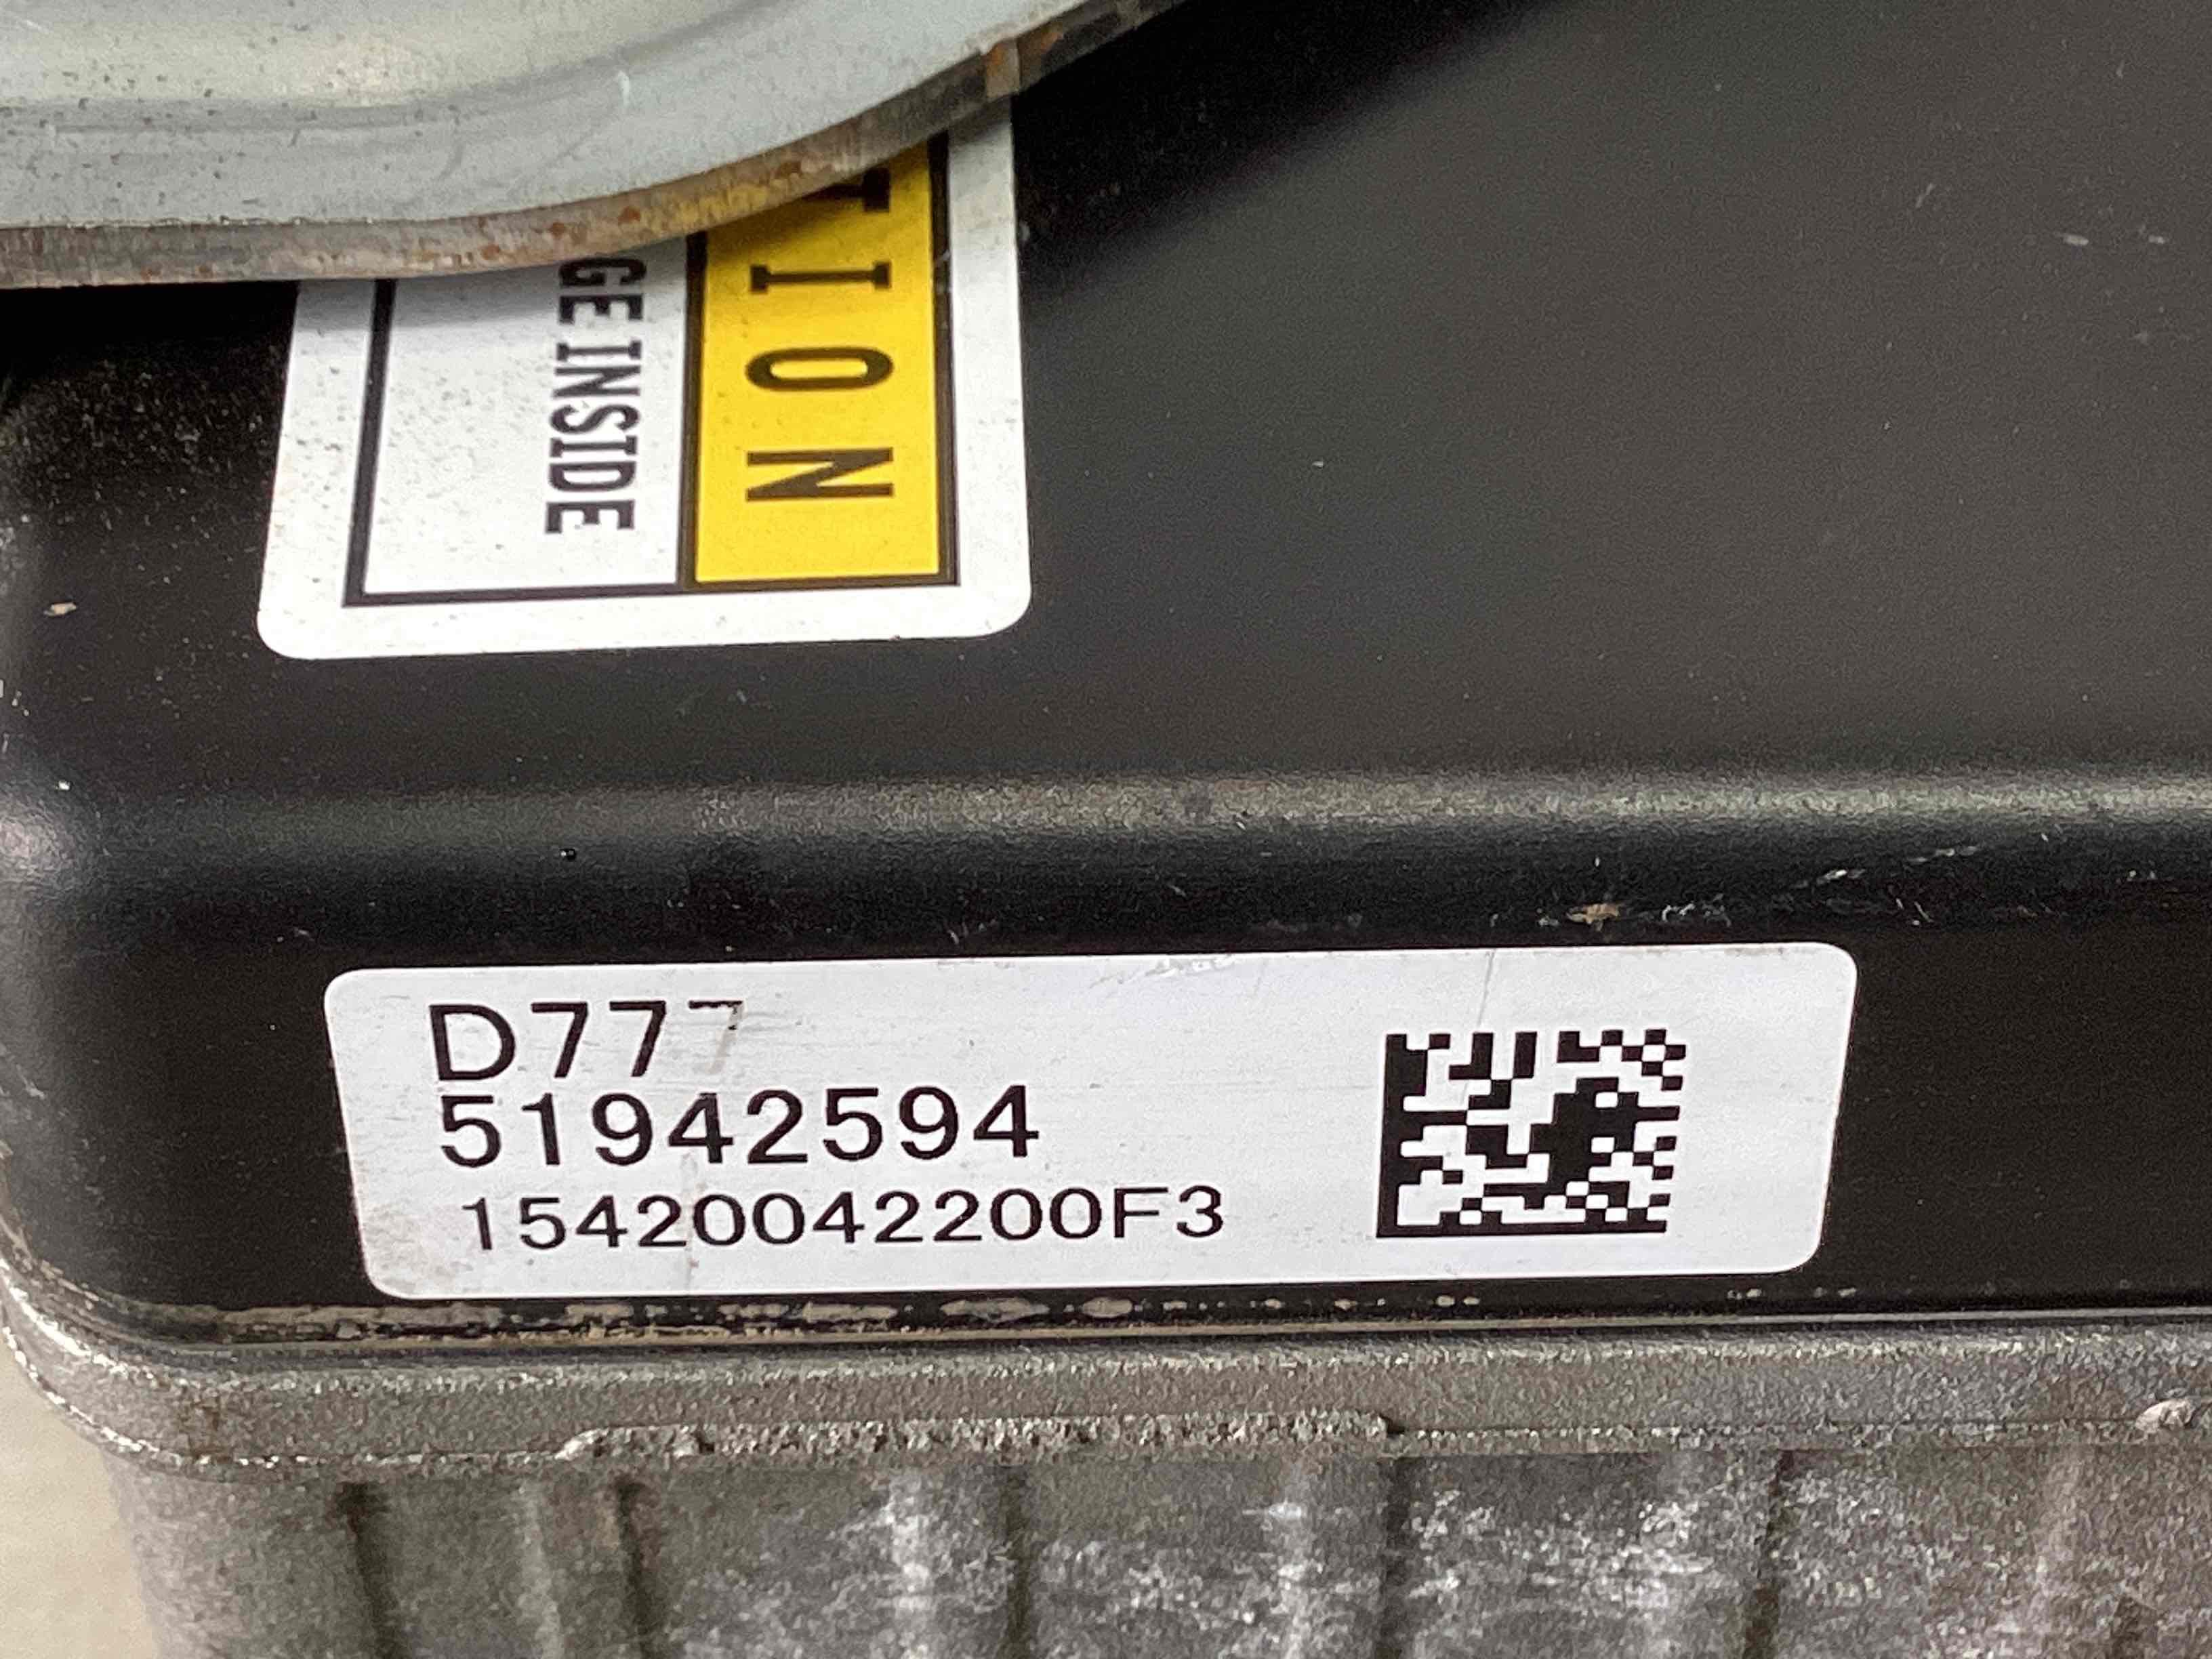 TION
GE INSIDE
D777
51942594
15420042200F3